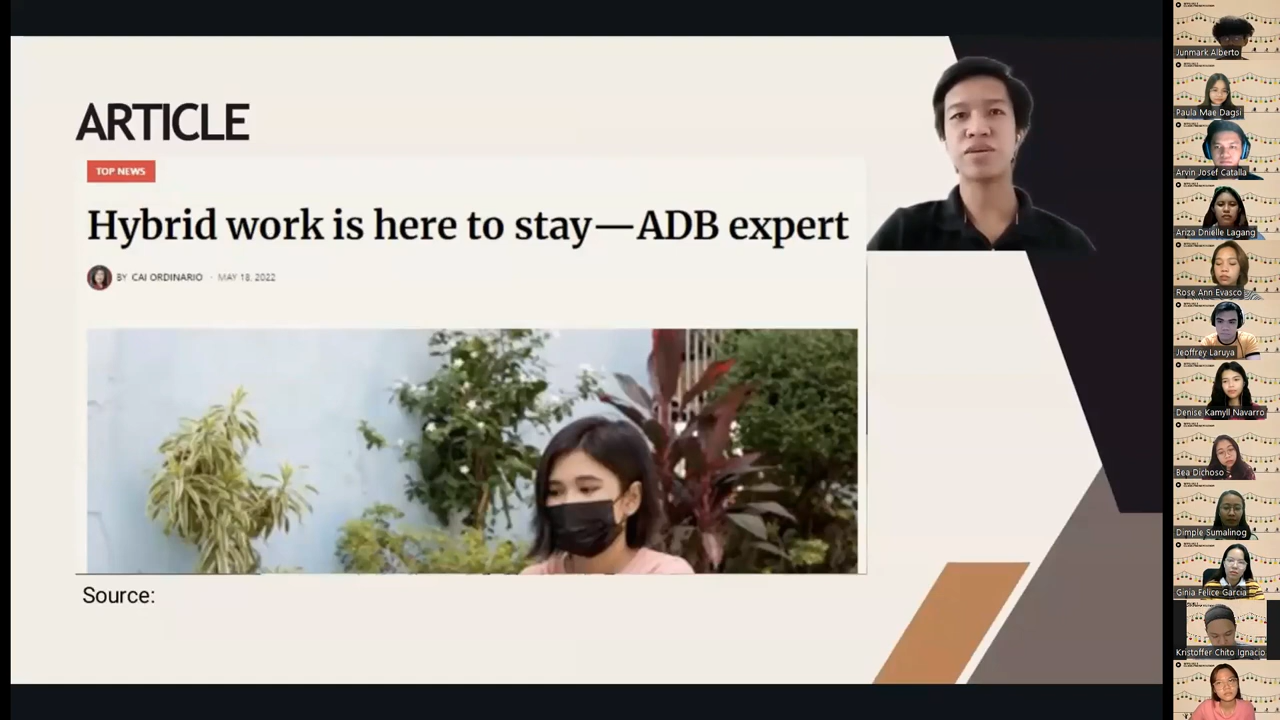 ARTICLE
TOP NEWS
Hybrid work is here to stay—ADB expert
BY CAI ORDINARIO · MAY 18, 2022
Source:
Junmark Alberto
Paula Mae Dagsi
Arvin Josef Catalla
Ariza Dnielle Lagang
Rose Ann Evasco
Jeoffrey Laruya
Denise Kamyll Navarro
Bea Dichoso
Dimple Sumalinog
Ginia Felice Garcia
Kristoffer Chito Ignacio